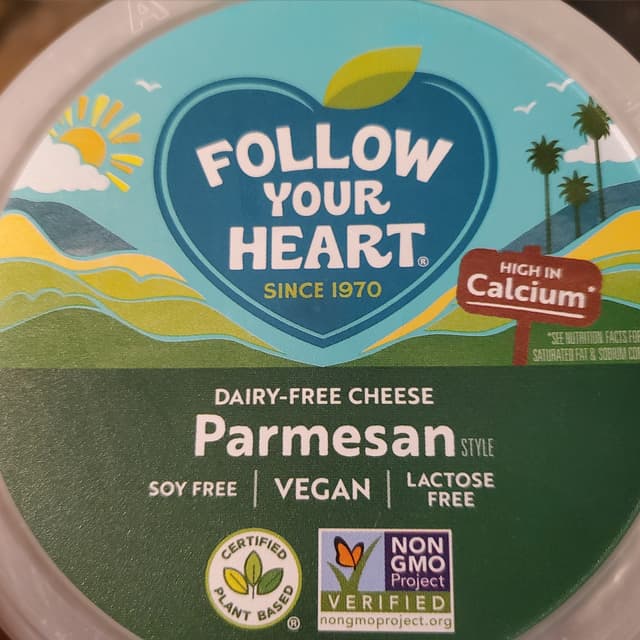 FOLLOW
YOUR
HEART®
SINCE 1970
HIGH IN
Calcium*
*SEE NUTRITION FACTS FOR
SATURATED FAT & SODIUM
DAIRY-FREE CHEESE
Parmesan STYLE
SOY FREE | VEGAN | LACTOSE FREE
CERTIFIED
PLANT BASED
®
NON
GMO
Project
VERIFIED
nongmoproject.org